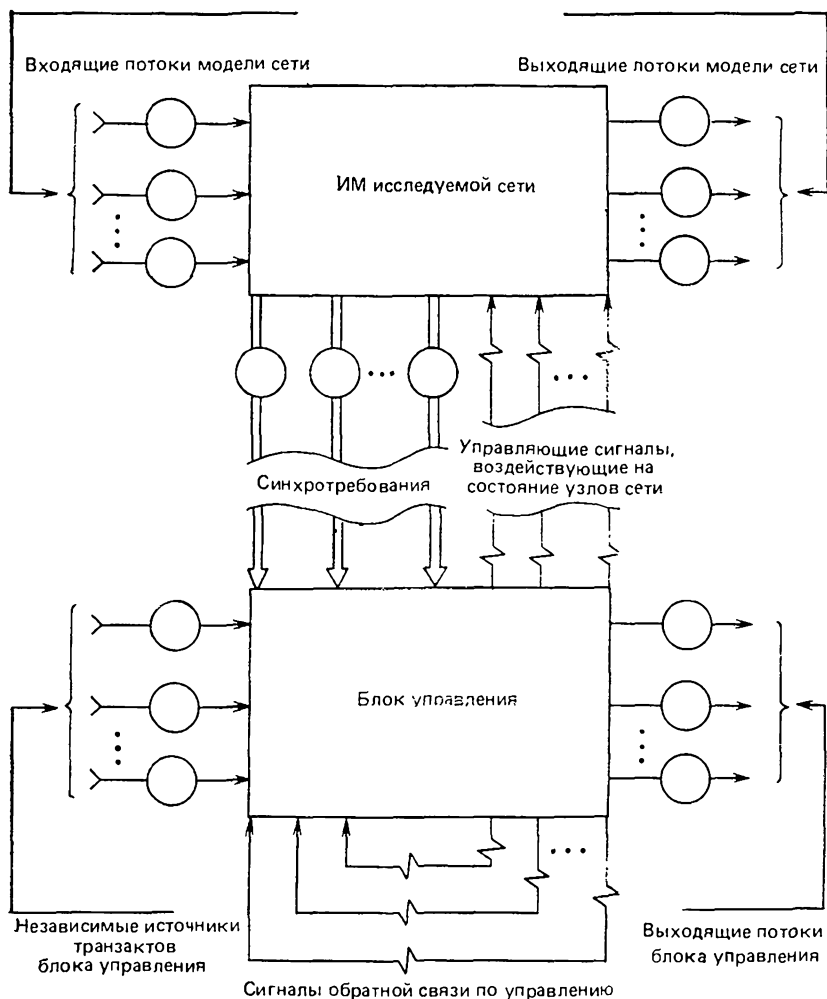 Входящие потоки модели сети
Выходящие потоки модели сети
ИМ исследуемой сети
Управляющие сигналы,
воздействующие на
состояние узлов сети
Синхротребования
Блок управления
Независимые источники
транзактов
блока управления
Выходящие потоки
блока управления
Сигналы обратной связи по управлению